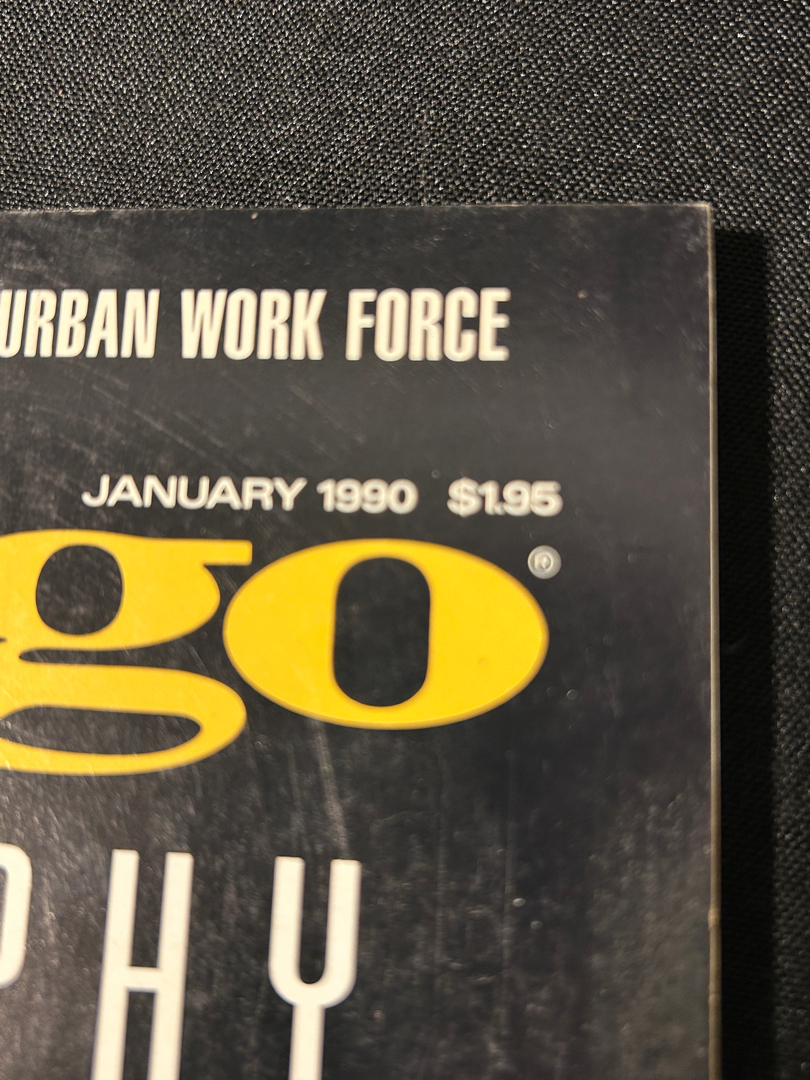 URBAN WORK FORCE
JANUARY 1990 $1.95
go®
PHY